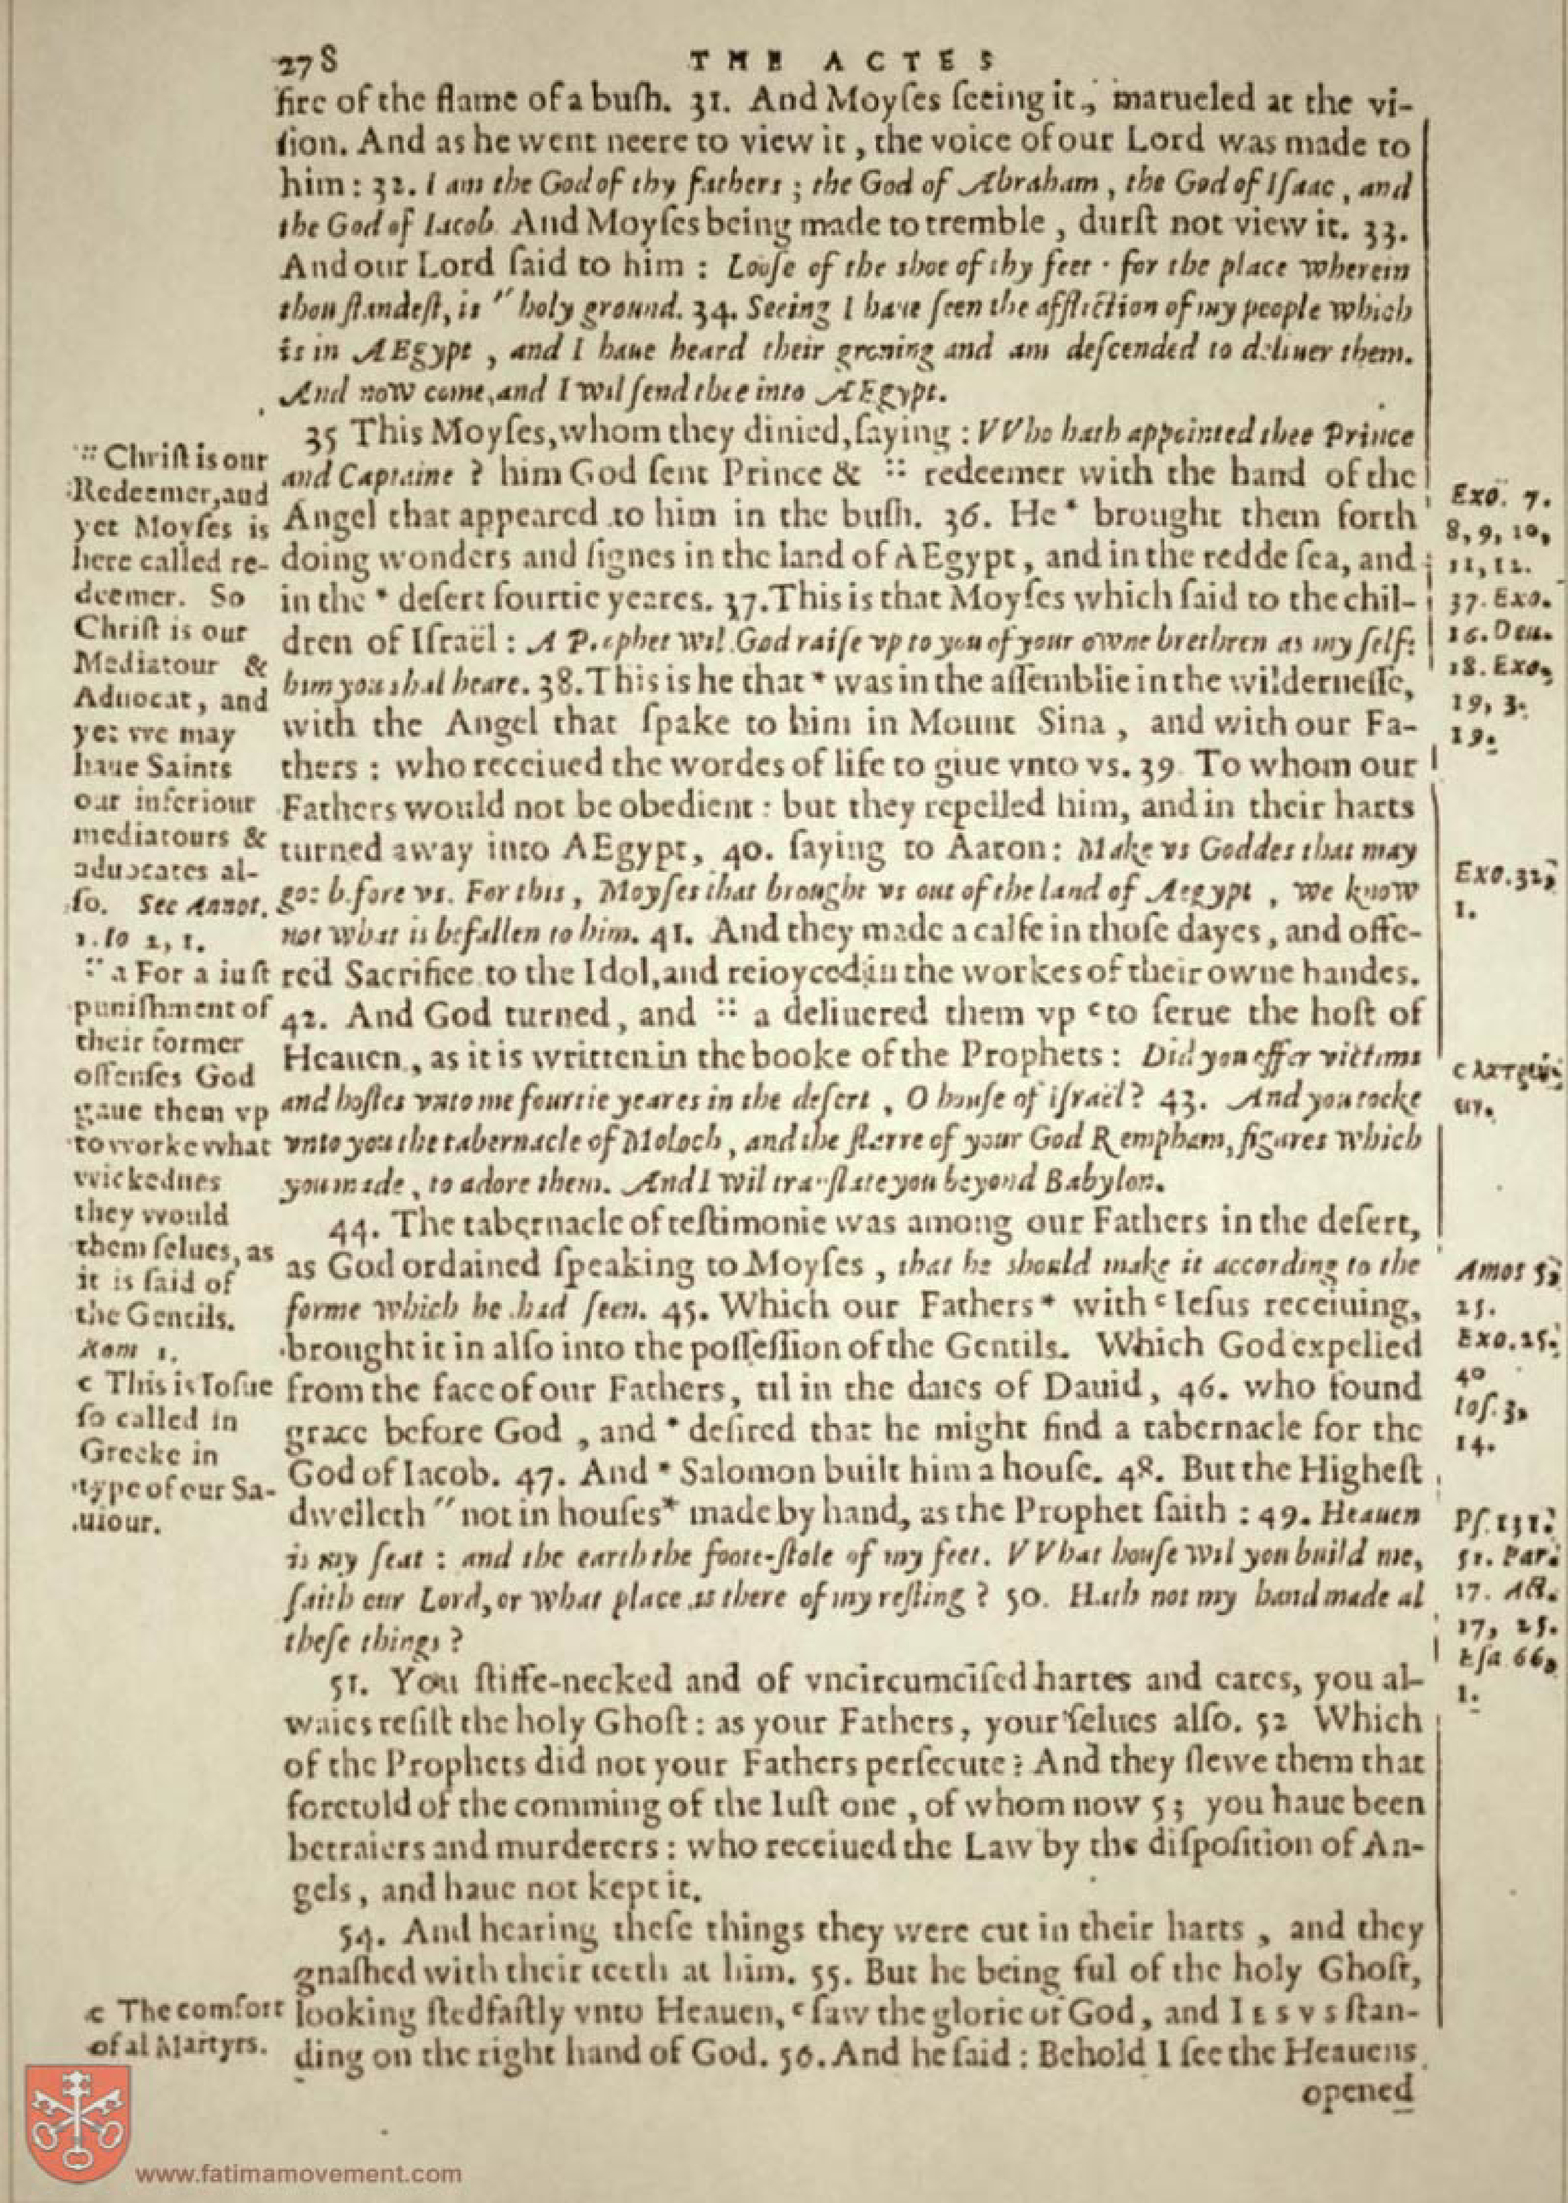 278 THE ACTES
fire of the flame of a buſh. 31. And Moyſes ſeeing it, marueled at the vi-
ſion. And as he went neere to view it, the voice of our Lord was made to
him: 32. I am the God of thy fathers; the God of Abraham, the God of Iſaac, and
the God of Iacob. And Moyſes being made to tremble, durſt not view it. 33.
And our Lord ſaid to him: Louſe of the shoe of thy feet. for the place wherein
thou ſtandeſt, is " holy ground. 34. Seeing I haue ſeen the affliction of my people which
is in AEgypt, and I haue heard their groning and am deſcended to deliuer them.
And now come, and I wil ſend thee into AEgypt.
35 This Moyſes, whom they dinied, ſaying: VVho hath appointed thee Prince
and Captaine? him God ſent Prince & :: redeemer with the hand of the
Angel that appeared to him in the buſh. 36. He * brought them forth
doing wonders and ſignes in the land of AEgypt, and in the redde ſea, and
in the * deſert fourtie yeares. 37. This is that Moyſes which ſaid to the chil-
dren of Iſraël: A Prophet wil God raiſe vp to you of your owne brethren as my ſelf:
him you shal heare. 38. This is he that * was in the aſſemblie in the wilderneſſe,
with the Angel that ſpake to him in Mount Sina, and with our Fa-
thers: who receiued the wordes of life to giue vnto vs. 39. To whom our
Fathers would not be obedient: but they repelled him, and in their harts
turned away into AEgypt, 40. ſaying to Aaron: Make vs Goddes that may
goe before vs. For this, Moyſes that brought vs out of the land of Aegypt, we know
not what is befallen to him. 41. And they made a calfe in thoſe dayes, and offe-
red Sacrifice to the Idol, and reioyced in the workes of their owne handes.
42. And God turned, and :: a deliuered them vp c to ſerue the hoſt of
Heauen, as it is written in the booke of the Prophets: Did you offer victims
and hoſtes vnto me fourtie yeares in the deſert, O houſe of iſraël? 43. And you tooke
vnto you the tabernacle of Moloch, and the ſterre of your God Rempham, figures which
you made, to adore them. And I wil tranſlate you beyond Babylon.
44. The tabernacle of teſtimonie was among our Fathers in the deſert,
as God ordained ſpeaking to Moyſes, that he should make it according to the
forme which he had ſeen. 45. Which our Fathers * with c Ieſus receiuing,
brought it in alſo into the poſſeſſion of the Gentils. Which God expelled
from the face of our Fathers, til in the daies of Dauid, 46. who found
grace before God, and * deſired that he might find a tabernacle for the
God of Iacob. 47. And * Salomon built him a houſe. 48. But the Higheſt
dwelleth " not in houſes * made by hand, as the Prophet ſaith: 49. Heauen
is my ſeat: and the earth the foote-ſtole of my feet. VVhat houſe wil you build me,
ſaith our Lord, or what place is there of my reſting? 50. Hath not my hand made al
theſe things?
51. You ſtiffe-necked and of vncircumciſed hartes and eares, you al-
waies reſiſt the holy Ghoſt: as your Fathers, your ſelues alſo. 52 Which
of the Prophets did not your Fathers perſecute? And they ſlewe them that
foretold of the comming of the Iuſt one, of whom now 53 you haue been
betraiers and murderers: who receiued the Law by the diſpoſition of An-
gels, and haue not kept it.
54. And hearing theſe things they were cut in their harts, and they
gnaſhed with their teeth at him. 55. But he being ful of the holy Ghoſt,
looking ſtedfaſtly vnto Heauen, c ſaw the glorie of God, and IESVS ſtan-
ding on the right hand of God. 56. And he ſaid: Behold I ſee the Heauens
opened
:: Chriſt is our
Redeemer, and
yet Moyſes is
here called re-
deemer. So
Chriſt is our
Mediatour &
Aduocat, and
yet we may
haue Saints
our inferiour
mediatours &
aduocates al-
ſo. See Annot.
1. Io 2, 1.
:: a For a iuſt
puniſhment of
their former
offenſes God
gaue them vp
to worke what
wickednes
they would
themſelues, as
it is ſaid of
the Gentils.
Rom 1.
c This is Ioſue
ſo called in
Greeke in
type of our Sa-
uiour.
c The comfort
of al Martyrs.
Exo. 7.
8, 9, 10,
11, 12.
37. Exo.
16. Deu.
18. Exo,
19, 3.
19.
Exo. 32,
1.
Amos 5,
25.
Exo. 25.
40
Ioſ. 3,
14.
Pſ. 131.
51. Par.
17. Act.
17, 25.
Eſa 66,
1.
www.fatimamovement.com